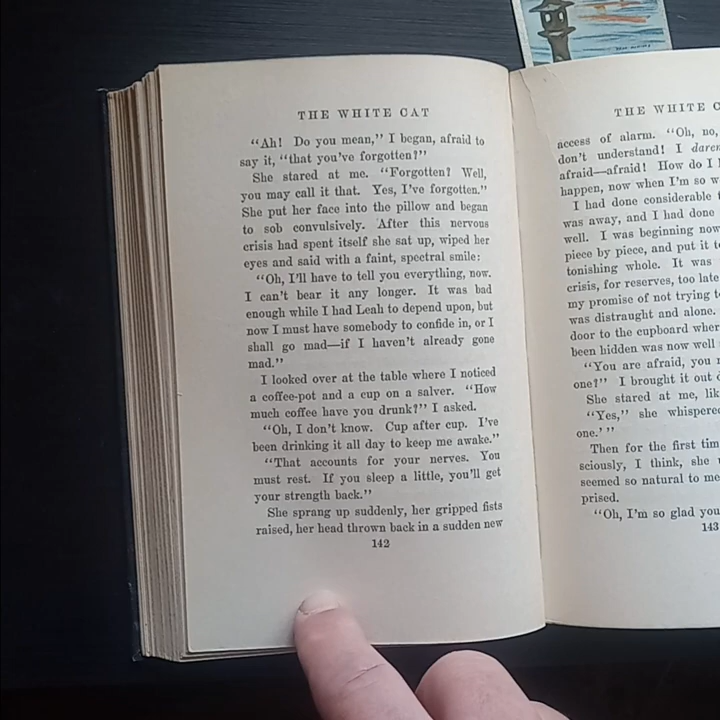 THE WHITE CAT
"Ah! Do you mean," I began, afraid to
say it, "that you've forgotten?"
She stared at me. "Forgotten? Well,
you may call it that. Yes, I've forgotten."
She put her face into the pillow and began
to sob convulsively. After this nervous
crisis had spent itself she sat up, wiped her
eyes and said with a faint, spectral smile:
"Oh, I'll have to tell you everything, now.
I can't bear it any longer. It was bad
enough while I had Leah to depend upon, but
now I must have somebody to confide in, or I
shall go mad—if I haven't already gone
mad."
I looked over at the table where I noticed
a coffee-pot and a cup on a salver. "How
much coffee have you drunk?" I asked.
"Oh, I don't know. Cup after cup. I've
been drinking it all day to keep me awake."
"That accounts for your nerves. You
must rest. If you sleep a little, you'll get
your strength back."
She sprang up suddenly, her gripped fists
raised, her head thrown back in a sudden new
142
THE WHITE
access of alarm. "Oh, no,
don't understand! I
afraid—afraid! How do I
happen, now when I'm so
I had done considerable
was away, and I had done
well. I was beginning now
piece by piece, and put it
tonishing whole. It was
crisis, for reserves, too late
my promise of not trying
was distraught and alone.
door to the cupboard
been hidden was now well
"You are afraid, you
one?" I brought it out
She stared at me,
"Yes," she
one.' "
Then for the first
sciously, I think, she
seemed so natural to me
prised.
"Oh, I'm so glad you
143